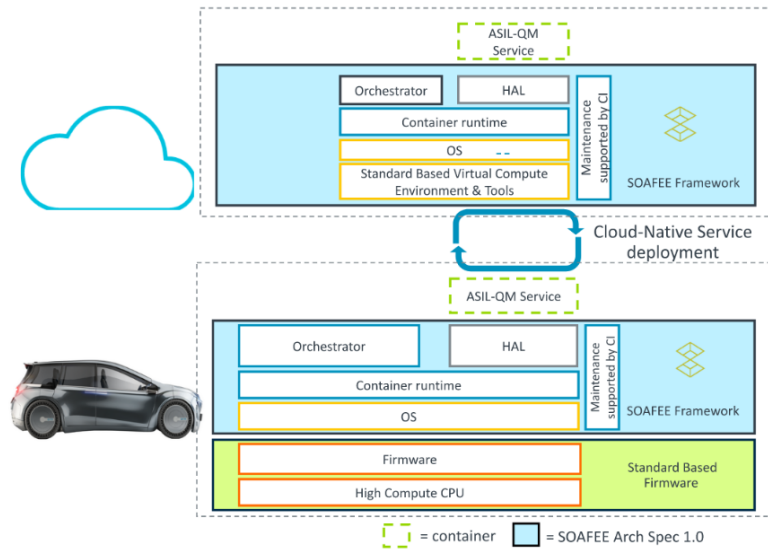 ASIL-QM
Service
Orchestrator
HAL
Container runtime
OS
--
Standard Based Virtual Compute
Environment & Tools
Maintenance
supported by CI
SOAFEE Framework
Cloud-Native Service
deployment
ASIL-QM Service
Orchestrator
HAL
Container runtime
OS
Maintenance
supported by CI
SOAFEE Framework
Firmware
High Compute CPU
Standard Based
Firmware
= container
= SOAFEE Arch Spec 1.0